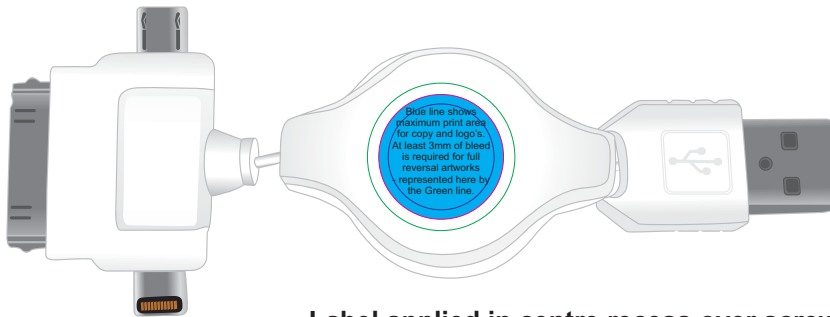 Blue line shows
maximum print area
for copy and logo's.
At least 3mm of bleed
is required for full
reversal artworks
- represented here by
the Green line.
Label applied in centre recess over screw